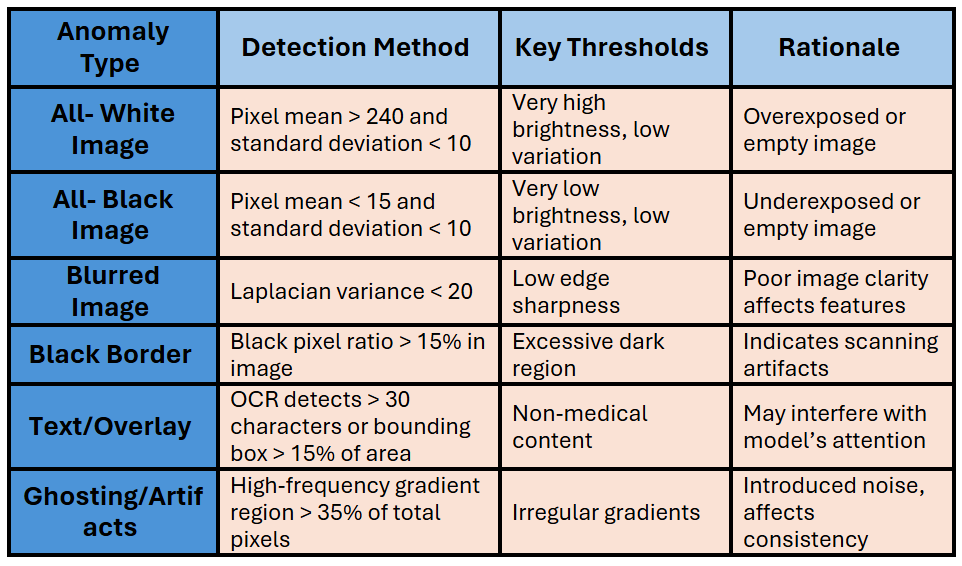 Anomaly
Type
Detection Method
Key Thresholds
Rationale
All- White
Image
Pixel mean > 240 and
standard deviation < 10
Very high
brightness, low
variation
Overexposed or
empty image
All- Black
Image
Pixel mean < 15 and
standard deviation < 10
Very low
brightness, low
variation
Underexposed or
empty image
Blurred
Image
Laplacian variance < 20
Low edge
sharpness
Poor image clarity
affects features
Black Border
Black pixel ratio > 15% in
image
Excessive dark
region
Indicates scanning
artifacts
Text/Overlay
OCR detects > 30
characters or bounding
box > 15% of area
Non-medical
content
May interfere with
model’s attention
Ghosting/Artif
acts
High-frequency gradient
region > 35% of total
pixels
Irregular gradients
Introduced noise,
affects
consistency